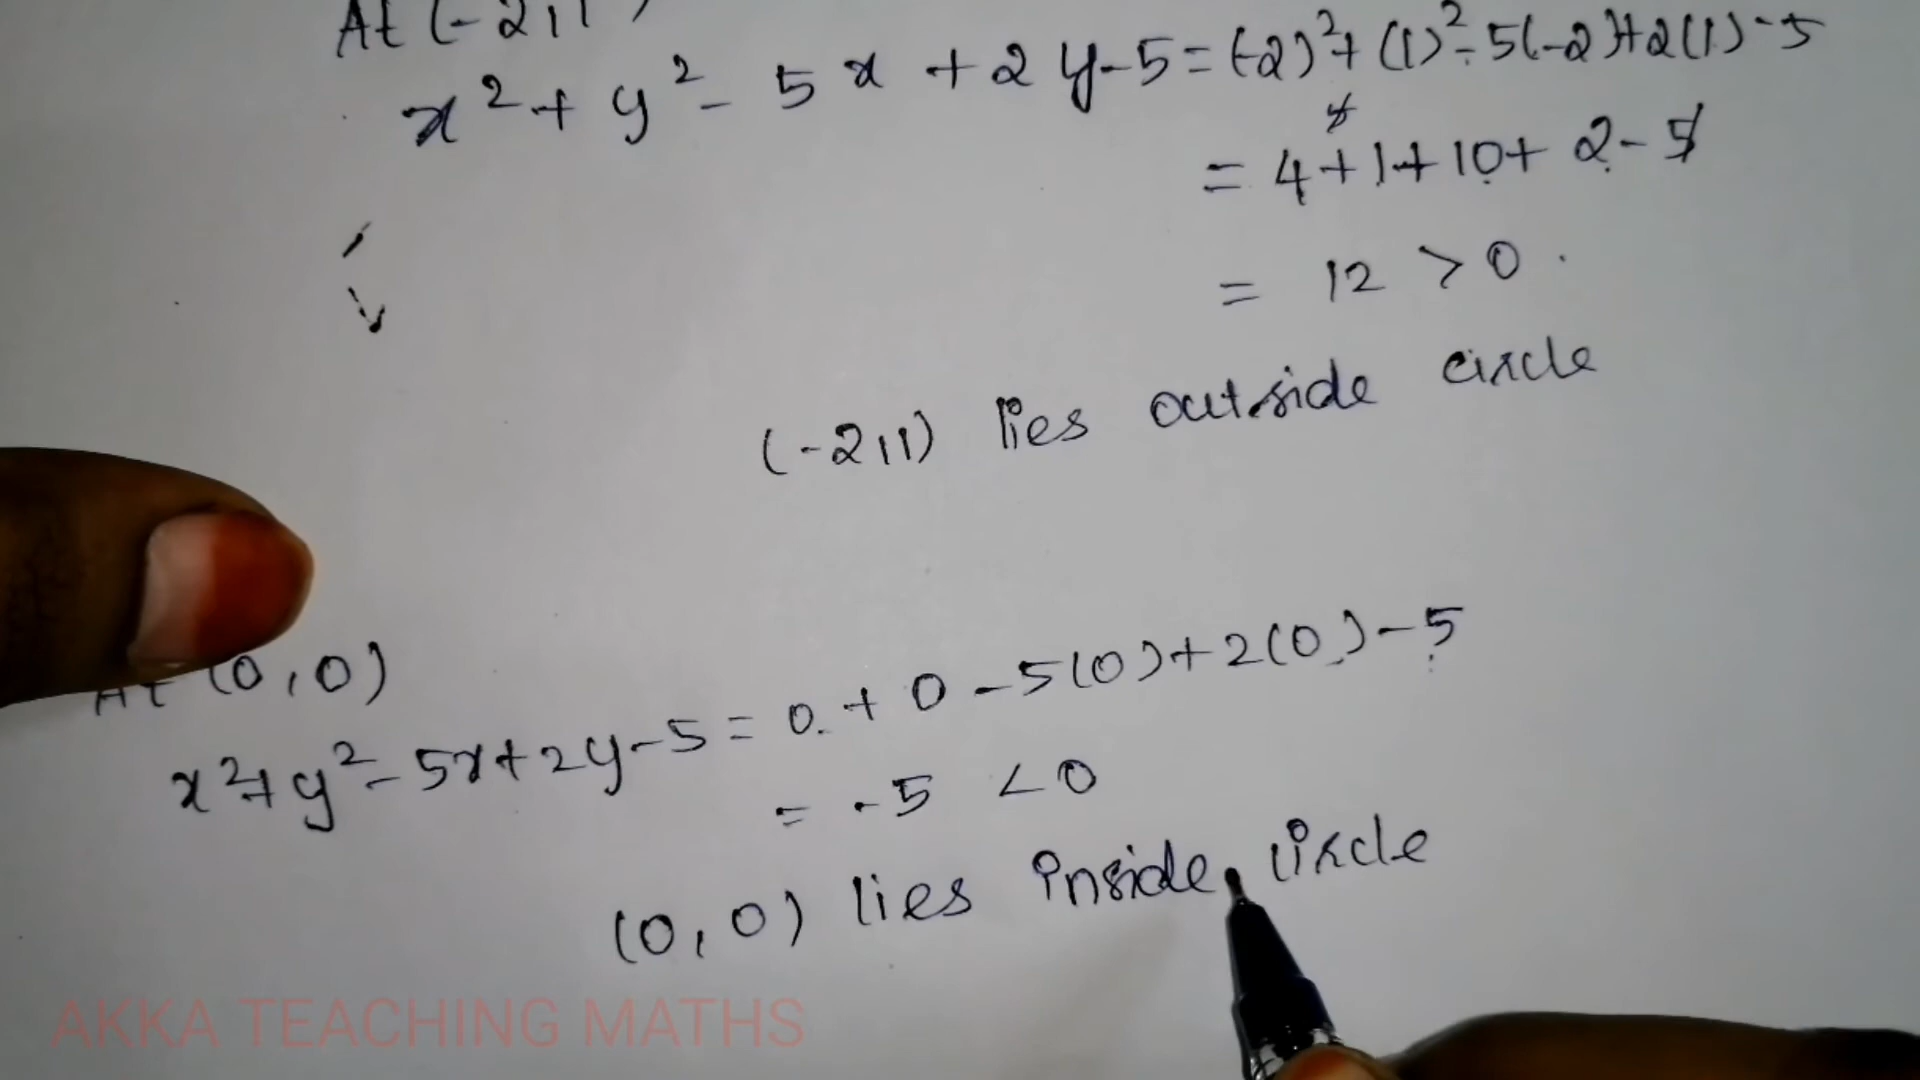 At (-2,1)
x² + y² - 5x + 2y - 5 = (-2)² + (1)² - 5(-2) + 2(1) - 5
= 4 + 1 + 10 + 2 - 5
= 12 > 0.
(-2,1) lies outside circle
At (0,0)
x² + y² - 5x + 2y - 5 = 0 + 0 - 5(0) + 2(0) - 5
= -5 < 0
(0,0) lies inside circle
AKKA TEACHING MATHS